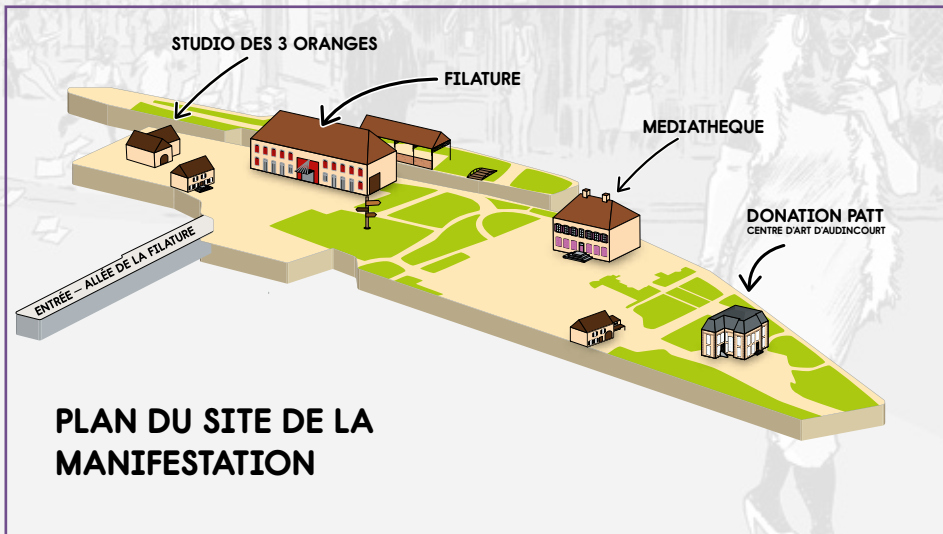 STUDIO DES 3 ORANGES
FILATURE
MEDIATHEQUE
DONATION PATT
CENTRE D'ART D'AUDINCOURT
ENTRÉE – ALLÉE DE LA FILATURE
PLAN DU SITE DE LA
MANIFESTATION